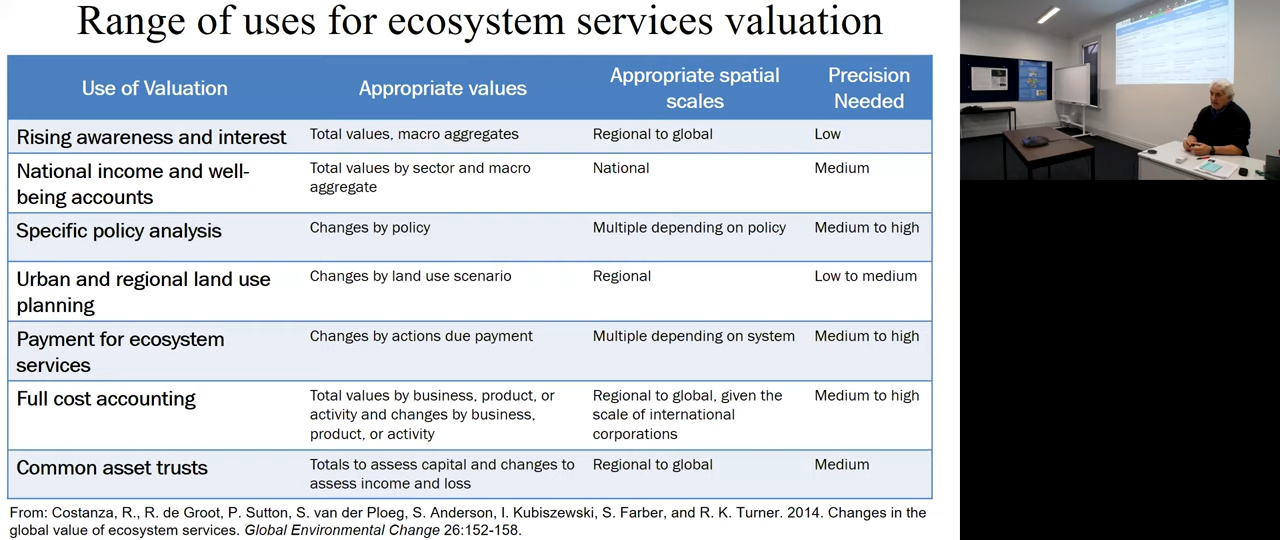 Range of uses for ecosystem services valuation
Use of Valuation
Appropriate values
Appropriate spatial
scales
Precision
Needed
Rising awareness and interest
Total values, macro aggregates
Regional to global
Low
National income and well-
being accounts
Total values by sector and macro
aggregate
National
Medium
Specific policy analysis
Changes by policy
Multiple depending on policy
Medium to high
Urban and regional land use
planning
Changes by land use scenario
Regional
Low to medium
Payment for ecosystem
services
Changes by actions due payment
Multiple depending on system
Medium to high
Full cost accounting
Total values by business, product, or
activity and changes by business,
product, or activity
Regional to global, given the
scale of international
corporations
Medium to high
Common asset trusts
Totals to assess capital and changes to
assess income and loss
Regional to global
Medium
From: Costanza, R., R. de Groot, P. Sutton, S. van der Ploeg, S. Anderson, I. Kubiszewski, S. Farber, and R. K. Turner. 2014. Changes in the
global value of ecosystem services. Global Environmental Change 26:152-158.